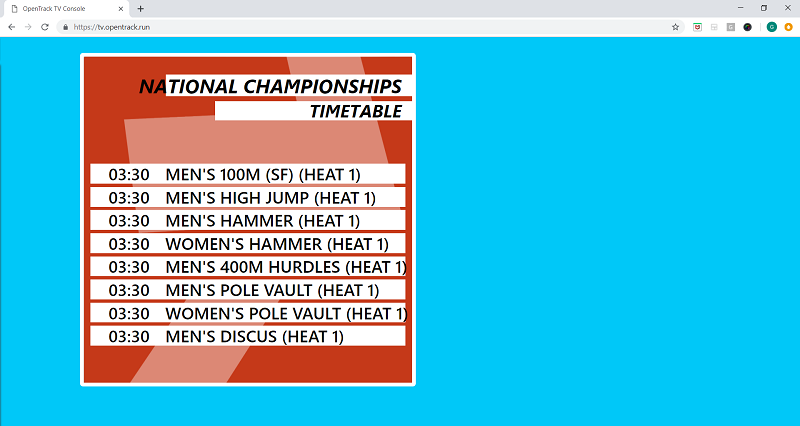 OpenTrack TV Console
https://tv.opentrack.run
G
NATIONAL CHAMPIONSHIPS
TIMETABLE
03:30 MEN'S 100M (SF) (HEAT 1)
03:30 MEN'S HIGH JUMP (HEAT 1)
03:30 MEN'S HAMMER (HEAT 1)
03:30 WOMEN'S HAMMER (HEAT 1)
03:30 MEN'S 400M HURDLES (HEAT 1)
03:30 MEN'S POLE VAULT (HEAT 1)
03:30 WOMEN'S POLE VAULT (HEAT 1)
03:30 MEN'S DISCUS (HEAT 1)